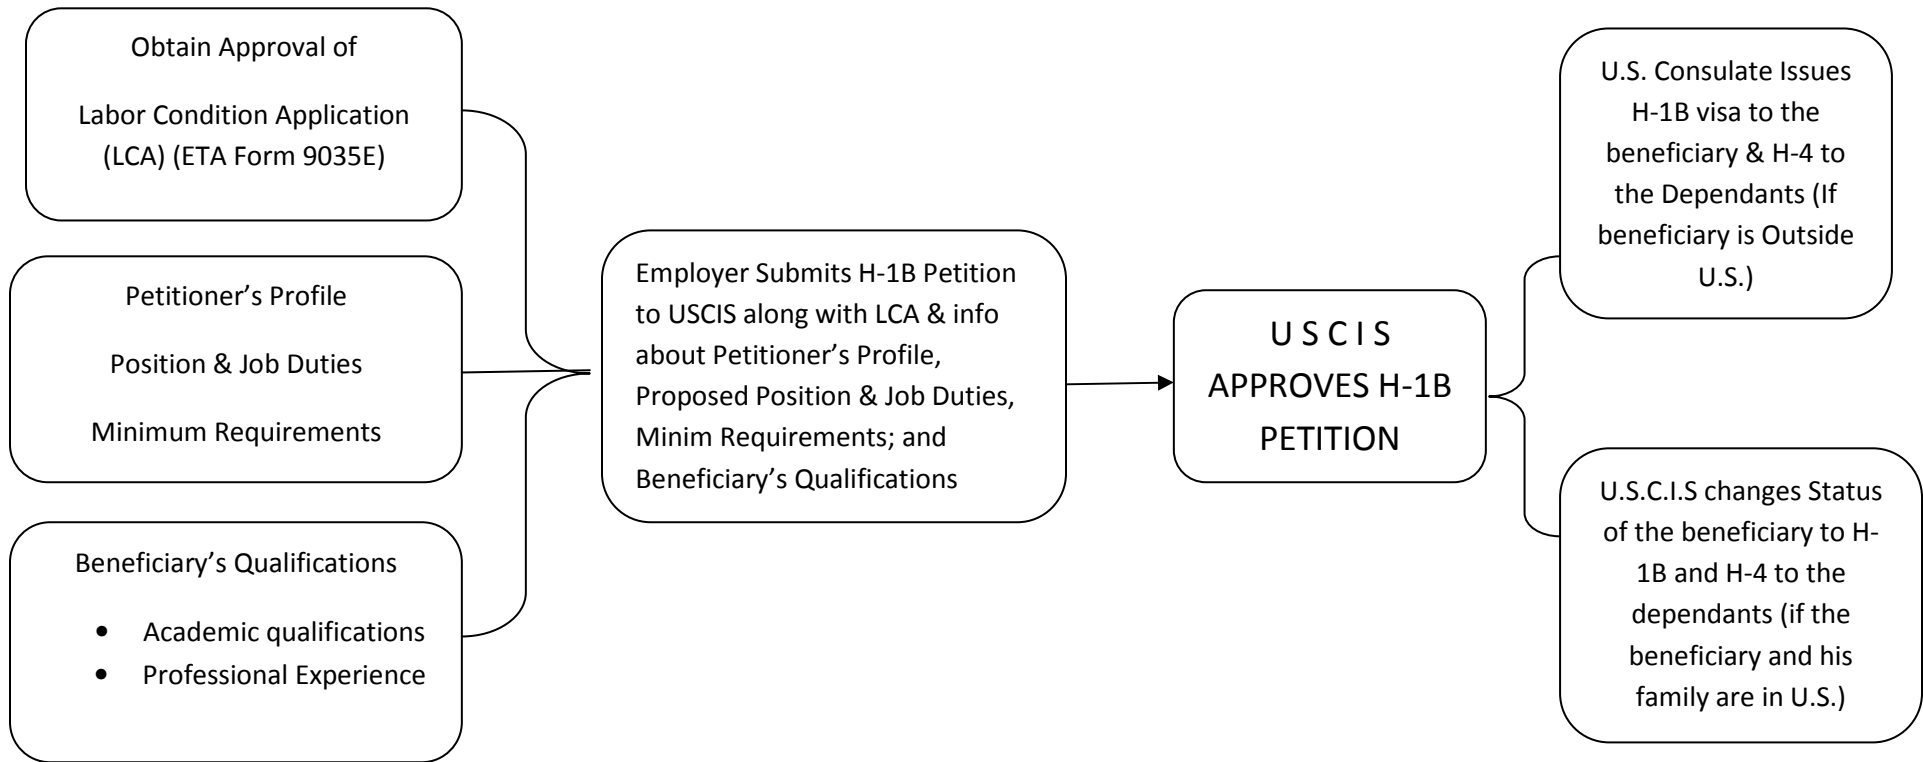 Obtain Approval of
Labor Condition Application
(LCA) (ETA Form 9035E)
Petitioner’s Profile
Position & Job Duties
Minimum Requirements
Beneficiary’s Qualifications
• Academic qualifications
• Professional Experience
Employer Submits H-1B Petition
to USCIS along with LCA & info
about Petitioner’s Profile,
Proposed Position & Job Duties,
Minim Requirements; and
Beneficiary’s Qualifications
U S C I S
APPROVES H-1B
PETITION
U.S. Consulate Issues
H-1B visa to the
beneficiary & H-4 to
the Dependants (If
beneficiary is Outside
U.S.)
U.S.C.I.S changes Status
of the beneficiary to H-
1B and H-4 to the
dependants (if the
beneficiary and his
family are in U.S.)